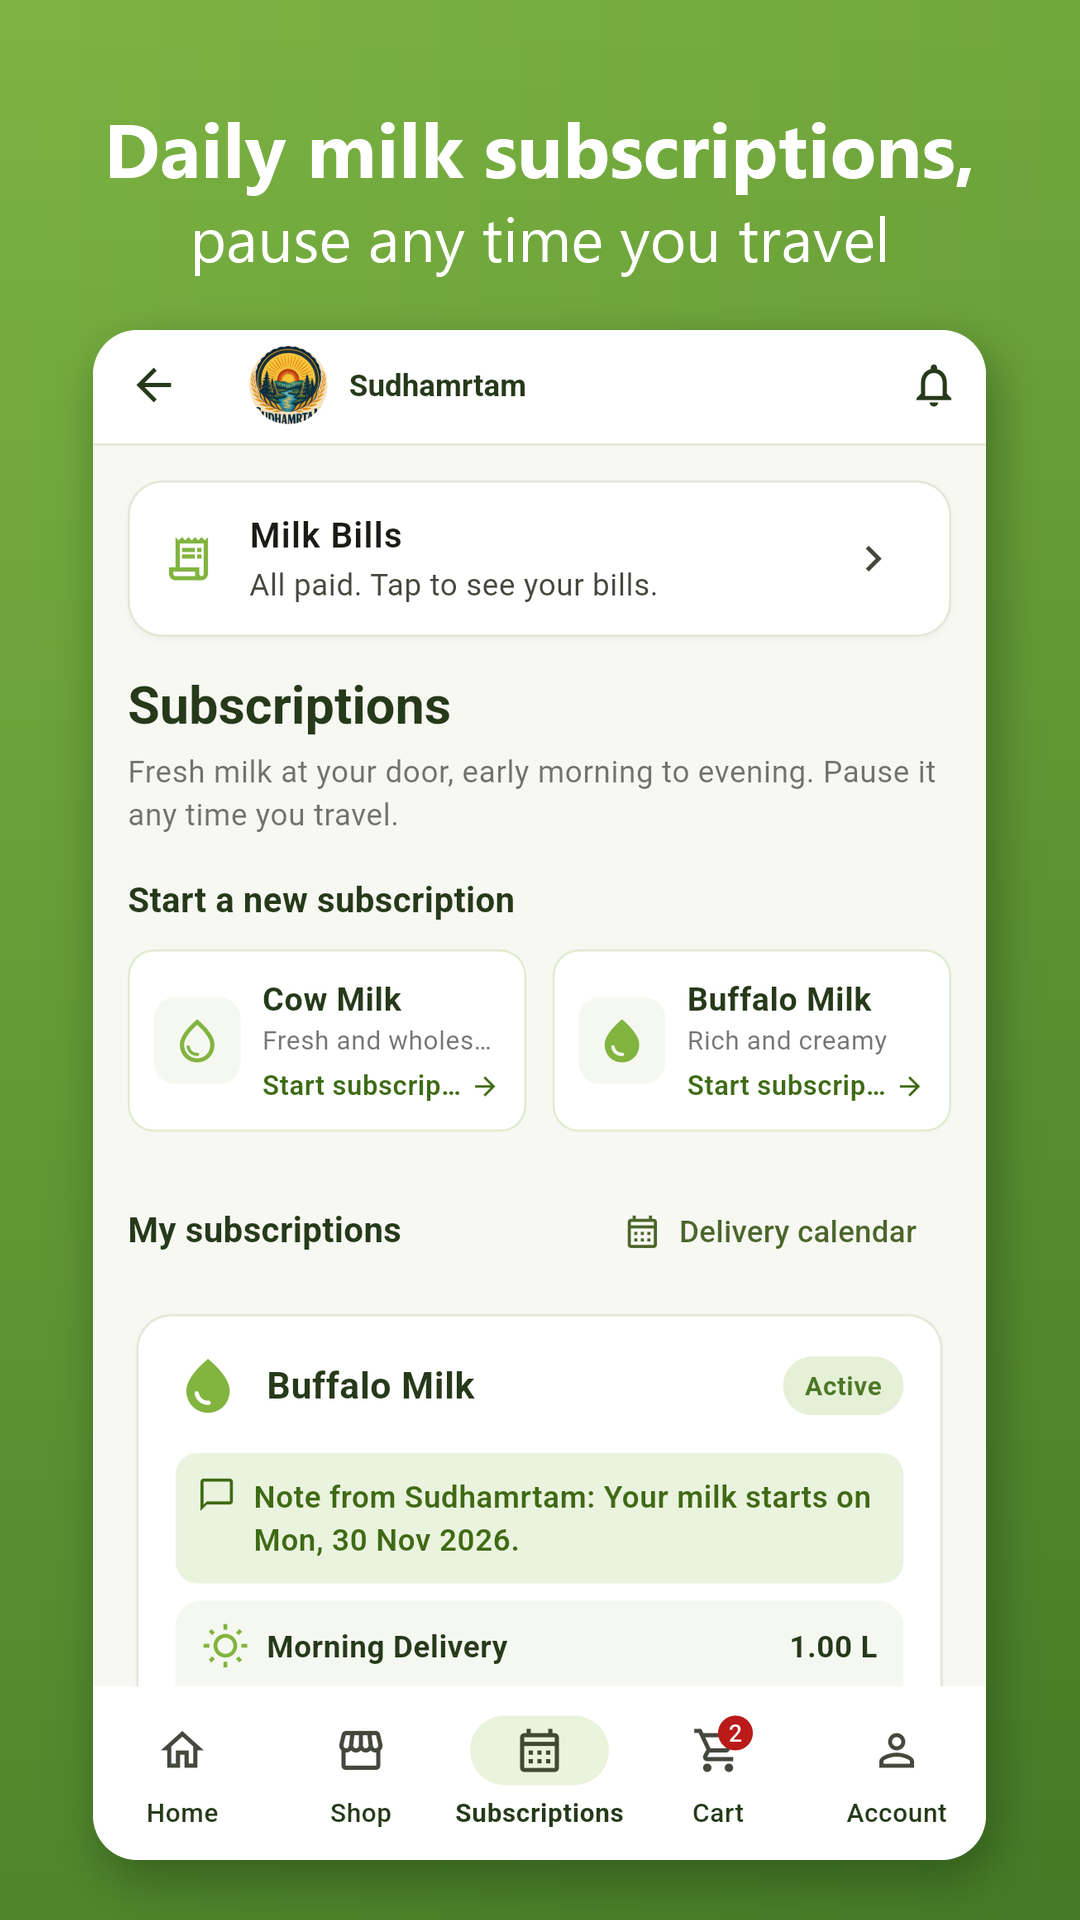 Daily milk subscriptions,
pause any time you travel
Sudhamrtam
Milk Bills
All paid. Tap to see your bills.
Subscriptions
Fresh milk at your door, early morning to evening. Pause it
any time you travel.
Start a new subscription
Cow Milk
Fresh and wholes...
Start subscrip...
Buffalo Milk
Rich and creamy
Start subscrip...
My subscriptions
Delivery calendar
Buffalo Milk
Active
Note from Sudhamrtam: Your milk starts on
Mon, 30 Nov 2026.
Morning Delivery
1.00 L
2
Home
Shop
Subscriptions
Cart
Account